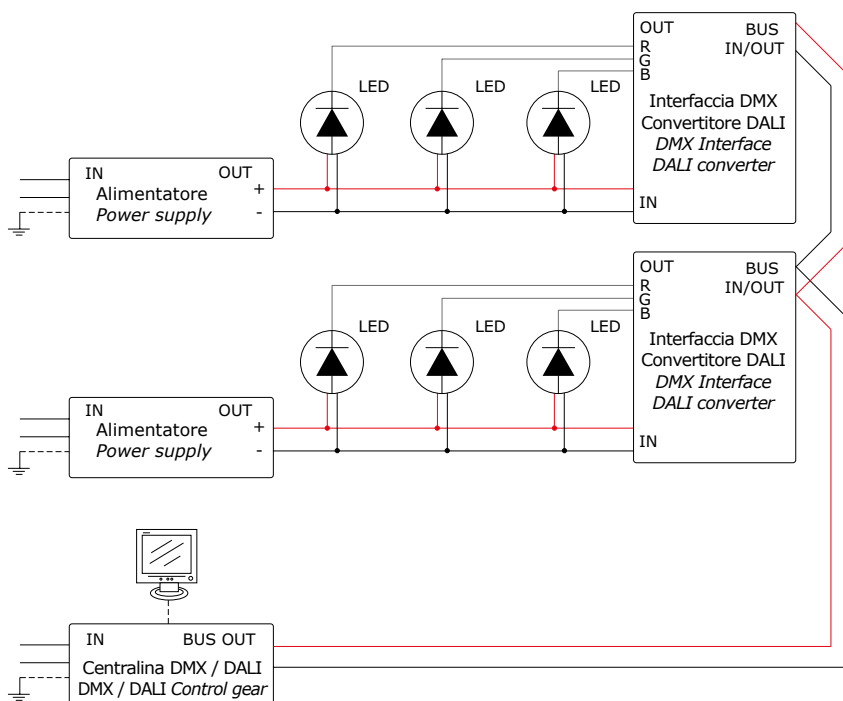 OUT BUS
R IN/OUT
G
B
LED LED LED
Interfaccia DMX
Convertitore DALI
DMX Interface
DALI converter
IN
IN OUT
Alimentatore +
Power supply -
OUT BUS
R IN/OUT
G
B
LED LED LED
Interfaccia DMX
Convertitore DALI
DMX Interface
DALI converter
IN
IN OUT
Alimentatore +
Power supply -
IN BUS OUT
Centralina DMX / DALI
DMX / DALI Control gear